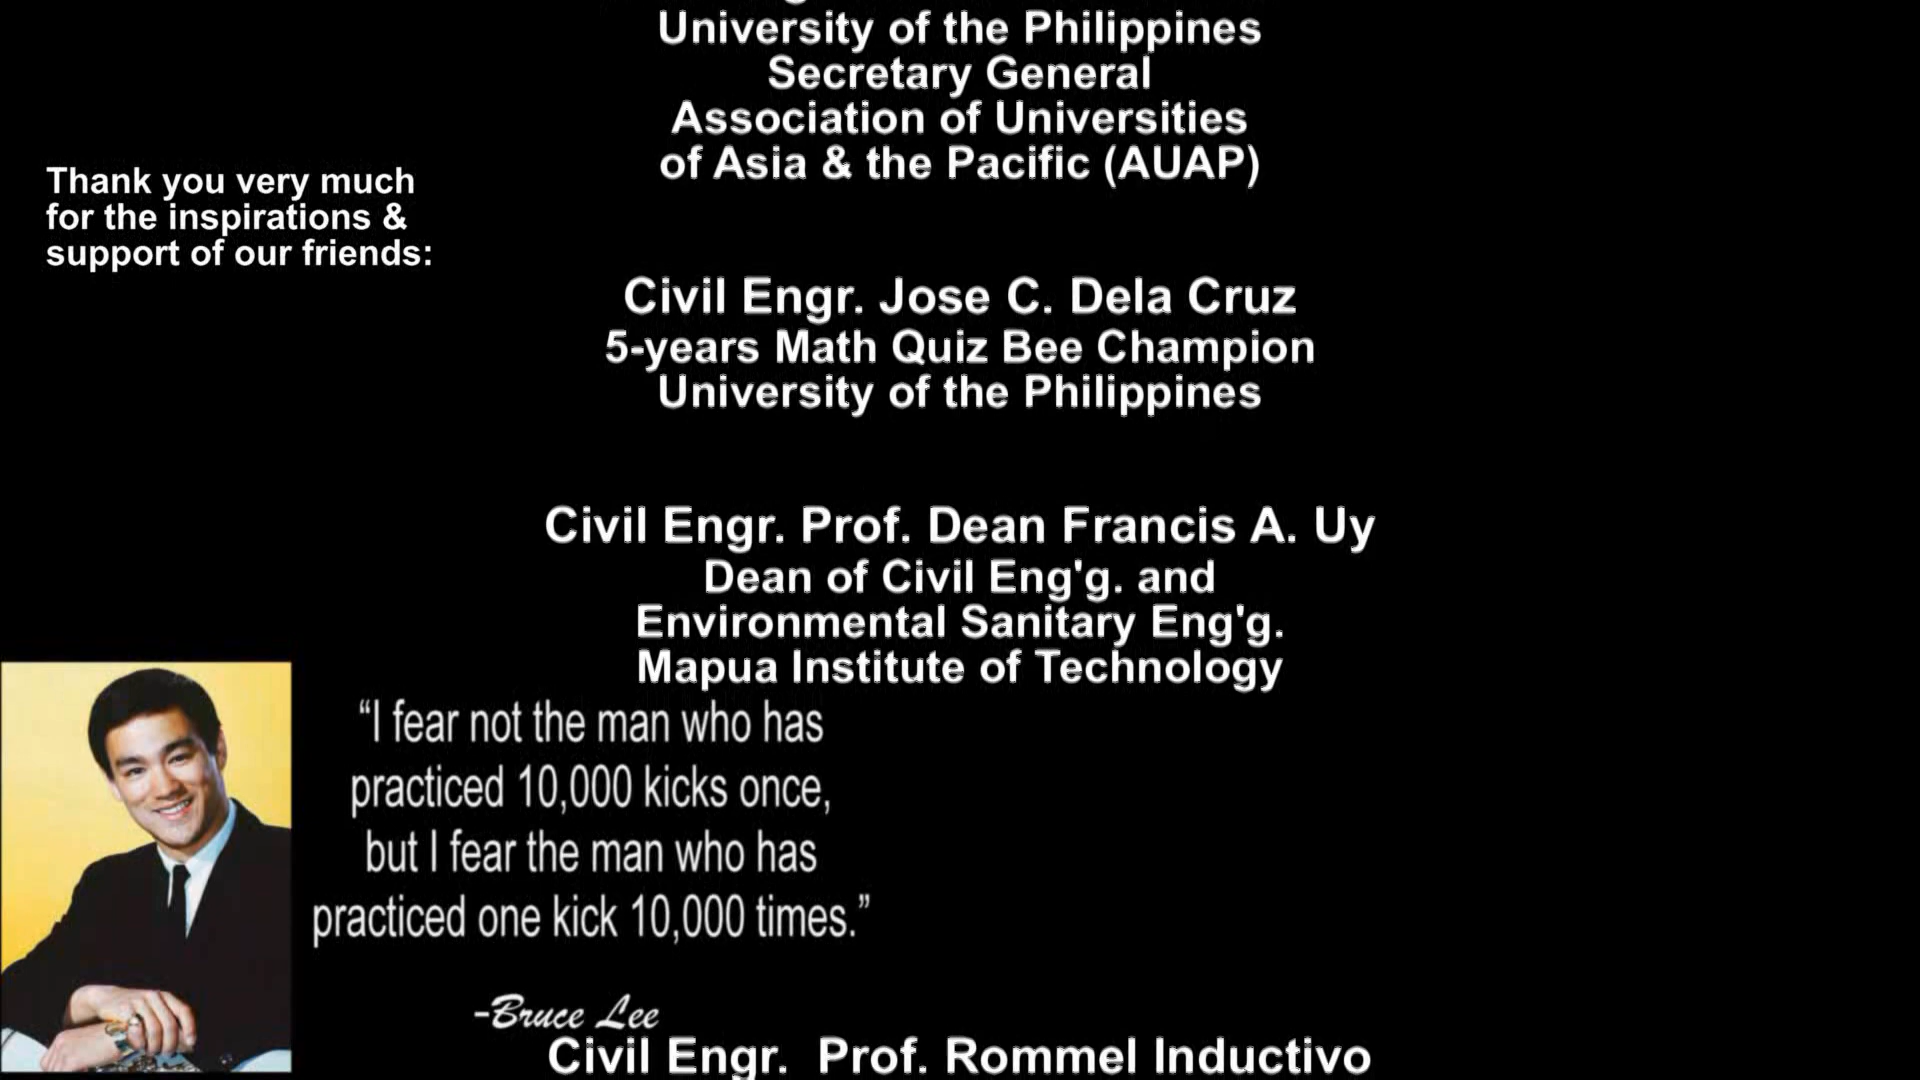 University of the Philippines
Secretary General
Association of Universities
of Asia & the Pacific (AUAP)
Thank you very much
for the inspirations &
support of our friends:
Civil Engr. Jose C. Dela Cruz
5-years Math Quiz Bee Champion
University of the Philippines
Civil Engr. Prof. Dean Francis A. Uy
Dean of Civil Eng'g. and
Environmental Sanitary Eng'g.
Mapua Institute of Technology
“I fear not the man who has
practiced 10,000 kicks once,
but I fear the man who has
practiced one kick 10,000 times.”
-Bruce Lee
Civil Engr. Prof. Rommel Inductivo